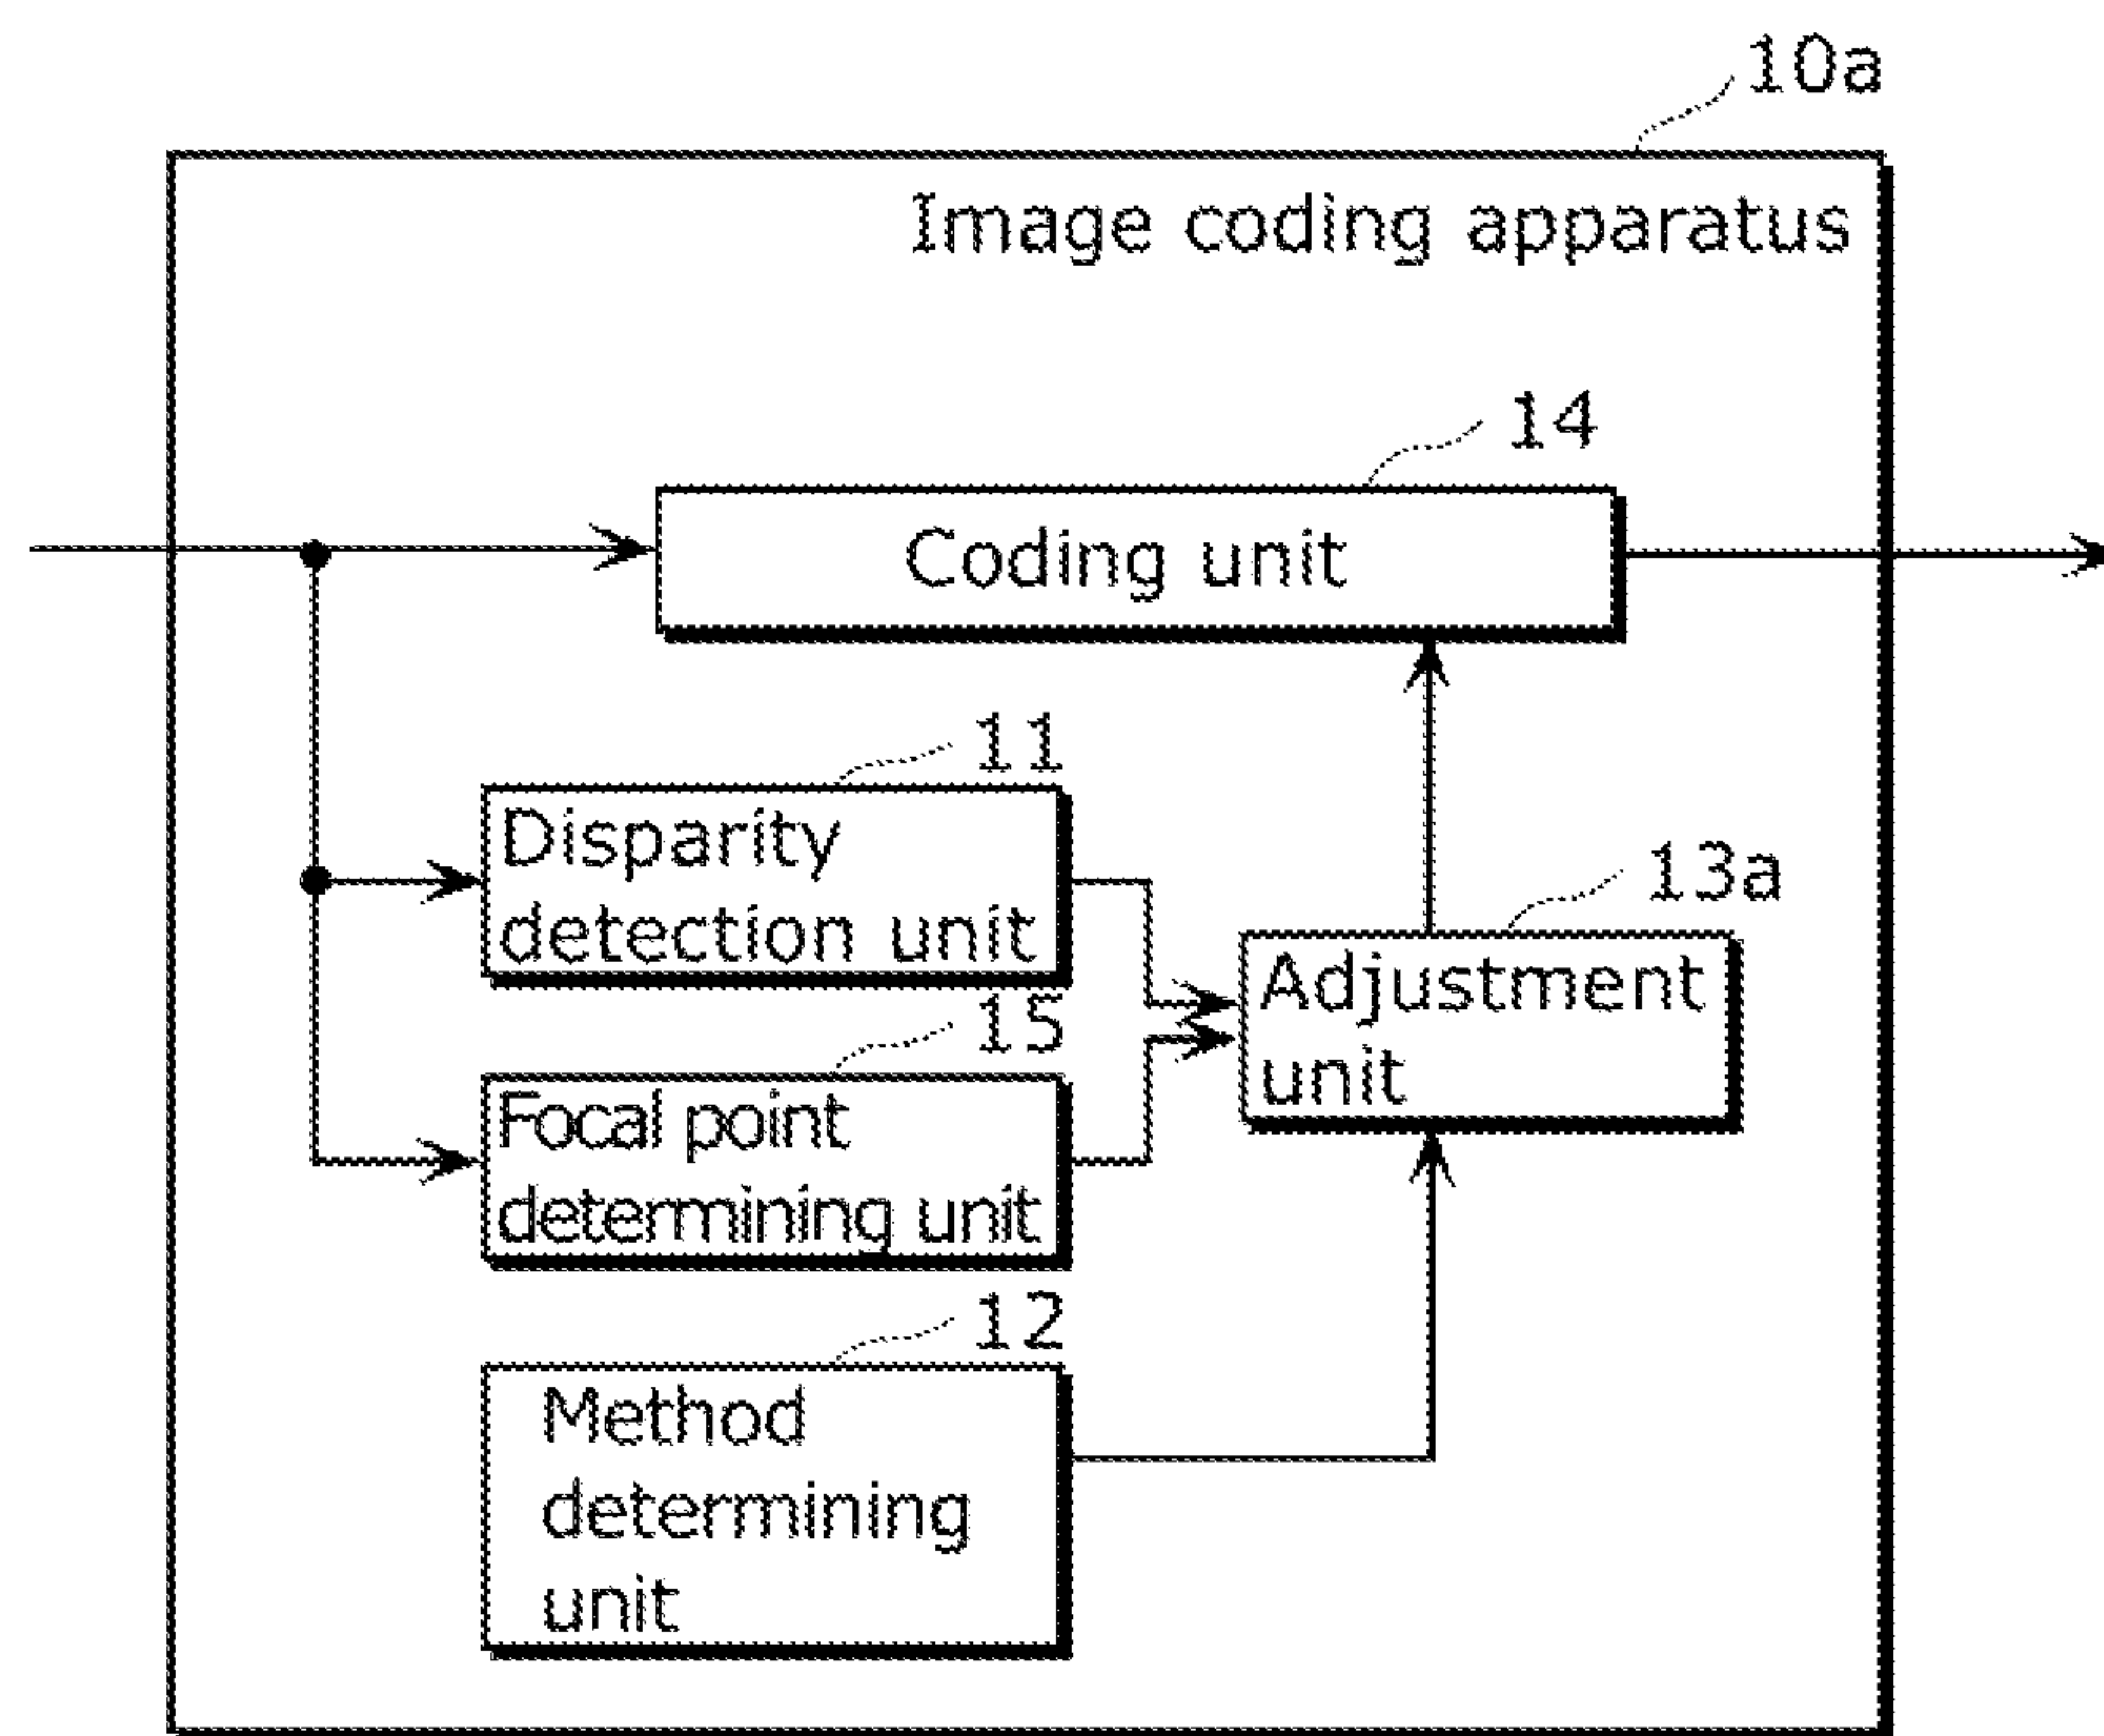 10a
Image coding apparatus
14
Coding unit
11
Disparity
detection unit
13a
Adjustment
unit
15
Focal point
determining unit
12
Method
determining
unit